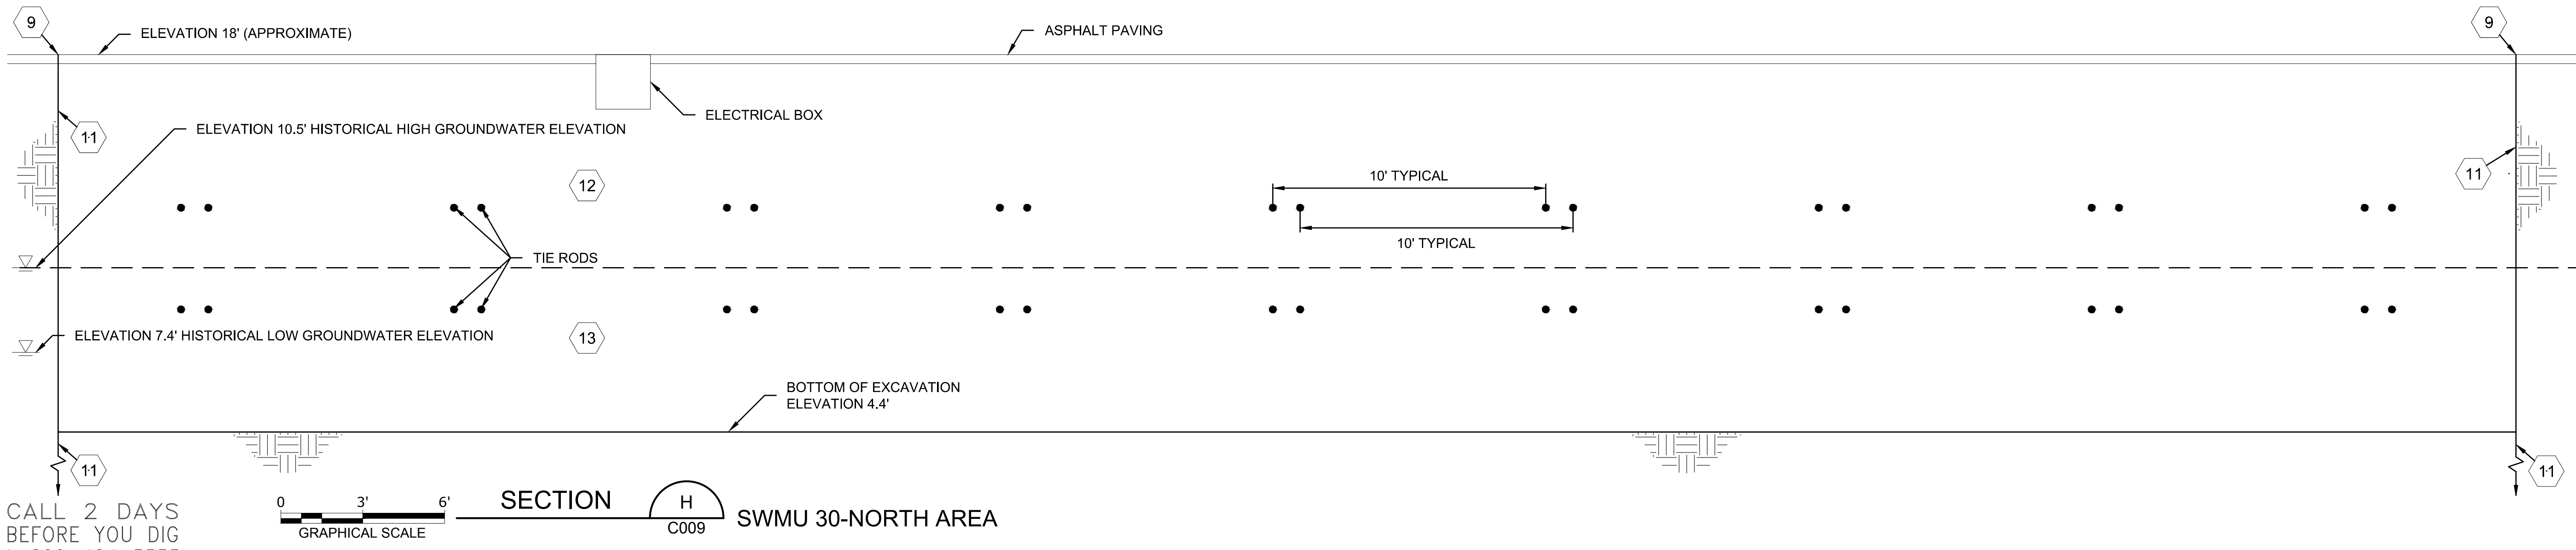 9
ELEVATION 18' (APPROXIMATE)
ASPHALT PAVING
9
ELECTRICAL BOX
ELEVATION 10.5' HISTORICAL HIGH GROUNDWATER ELEVATION
11
11
12
10' TYPICAL
10' TYPICAL
TIE RODS
ELEVATION 7.4' HISTORICAL LOW GROUNDWATER ELEVATION
13
BOTTOM OF EXCAVATION
ELEVATION 4.4'
11
11
CALL 2 DAYS
BEFORE YOU DIG
0 3' 6'
GRAPHICAL SCALE
SECTION
H
C009
SWMU 30-NORTH AREA